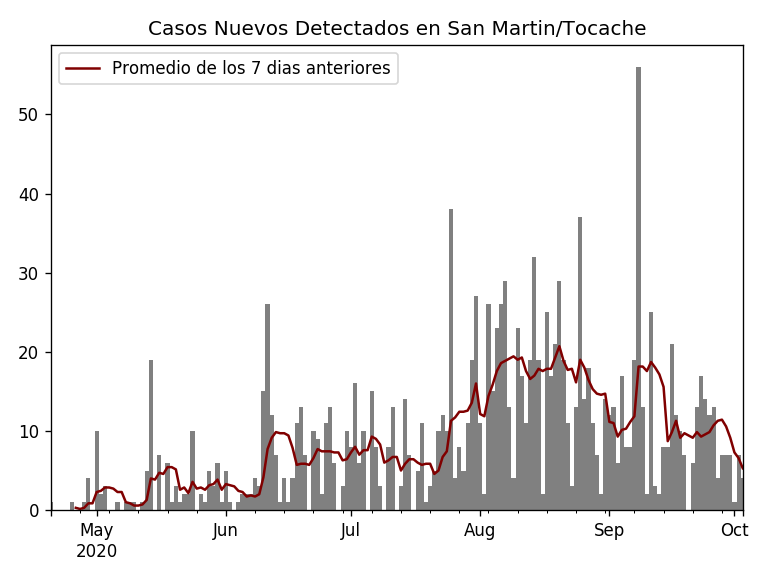 Casos Nuevos Detectados en San Martin/Tocache
Promedio de los 7 dias anteriores
50
40
30
20
10
0
May Jun Jul Aug Sep Oct
2020